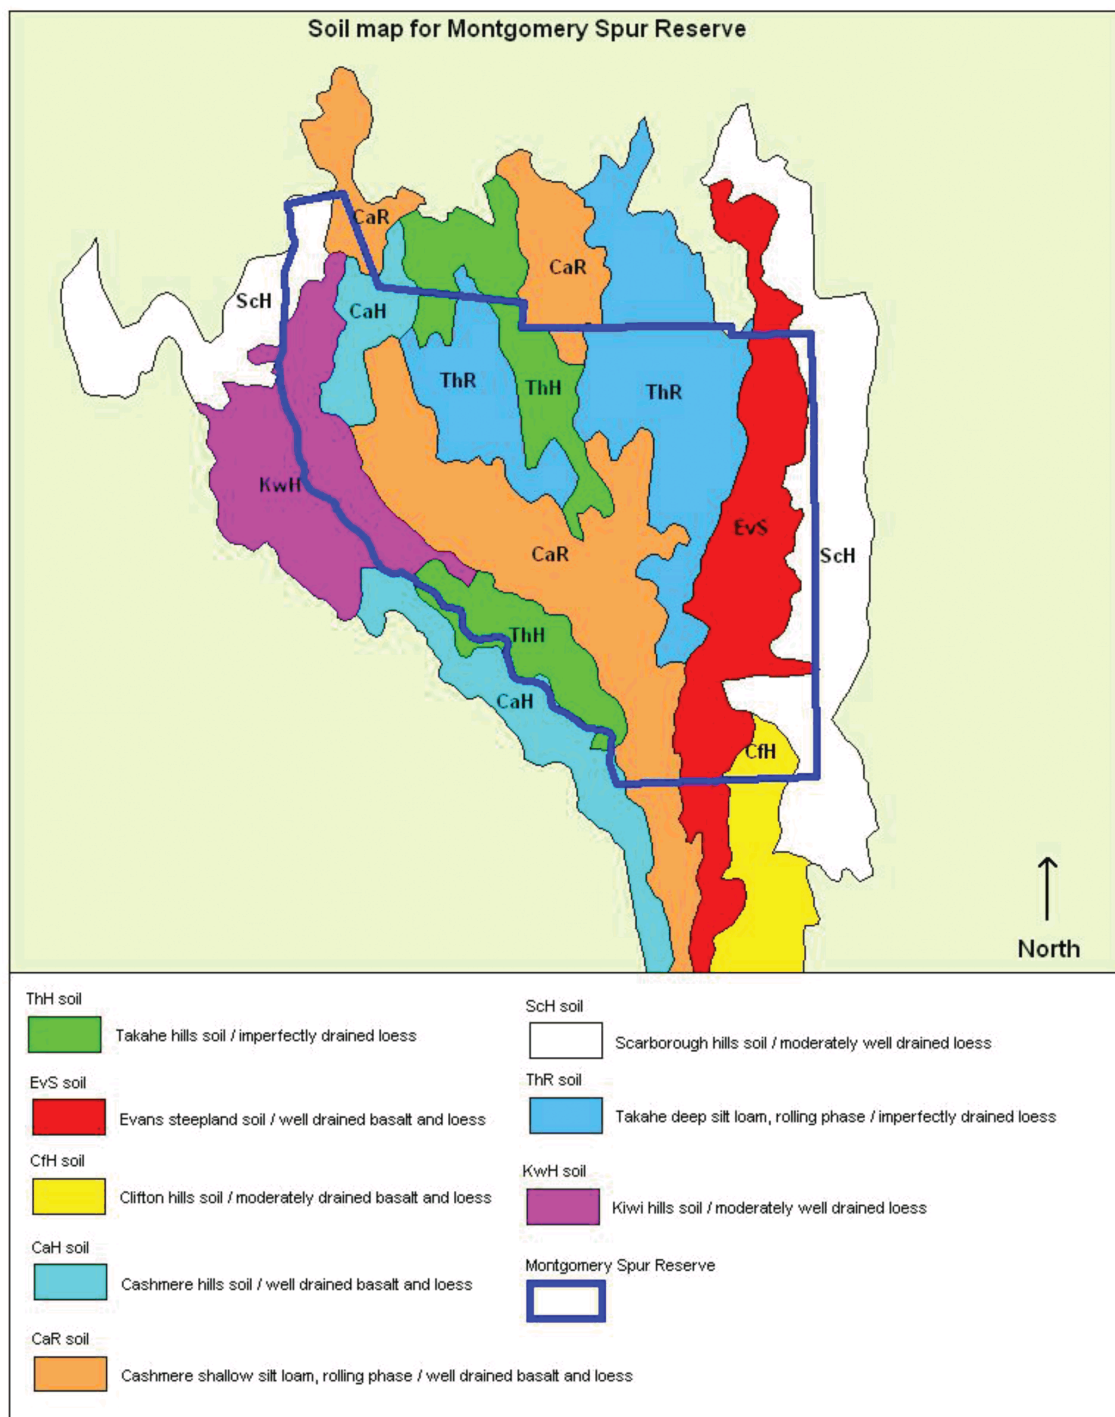 Soil map for Montgomery Spur Reserve
CaR
CaR
ScH
CaH
ThR
ThH
ThR
KwH
EvS
CaR
ScH
ThH
CaH
CfH
North
ThH soil
Takahe hills soil / imperfectly drained loess
EvS soil
Evans steepland soil / well drained basalt and loess
CfH soil
Clifton hills soil / moderately drained basalt and loess
CaH soil
Cashmere hills soil / well drained basalt and loess
CaR soil
Cashmere shallow silt loam, rolling phase / well drained basalt and loess
ScH soil
Scarborough hills soil / moderately well drained loess
ThR soil
Takahe deep silt loam, rolling phase / imperfectly drained loess
KwH soil
Kiwi hills soil / moderately well drained loess
Montgomery Spur Reserve